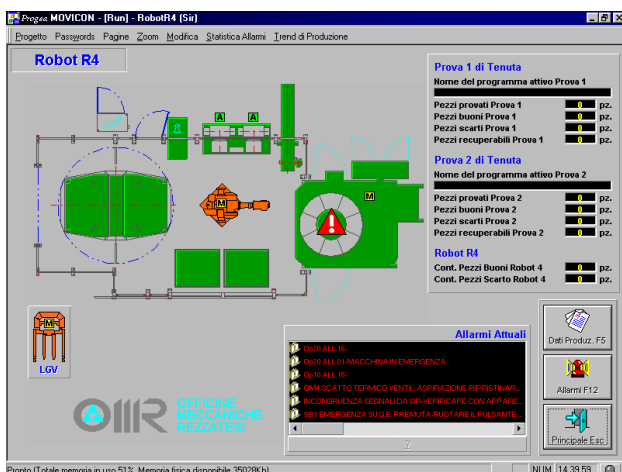 Progea MOVICON - [Run] - RobotR4 (Sir)
Progetto Passwords Pagine Zoom Modifica Statistica Allarmi Trend di Produzione
Robot R4
A A
M
M
M
LGV
Prova 1 di Tenuta
Nome del programma attivo Prova 1
Pezzi provati Prova 1 0 pz.
Pezzi buoni Prova 1 0 pz.
Pezzi scarti Prova 1 0 pz.
Pezzi recuperabili Prova 1 0 pz.
Prova 2 di Tenuta
Nome del programma attivo Prova 2
Pezzi provati Prova 2 0 pz.
Pezzi buoni Prova 2 0 pz.
Pezzi scarti Prova 2 0 pz.
Pezzi recuperabili Prova 2 0 pz.
Robot R4
Cont. Pezzi Buoni Robot 4 0 pz.
Cont. Pezzi Scarto Robot 4 0 pz.
Allarmi Attuali
Op20 ALL.16-
Op20 ALL.01-MACCHINA IN EMERGENZA
Op10 ALL.15-
QM4 SCATTO TERMICO VENTIL. ASPIRAZIONE-RIPRISTINARE
INCONGRUENZA SEGNALI DA SIR-VERIFICARE CON APPARE
SB1 EMERGENZA SU Q.E. PREMUTA-RUOTARE IL PULSANTE
?
Dati Produz. F5
Allarmi F12
Principale Esc
OMR OFFICINE
MECCANICHE
REZZATESI
Pronto (Totale memoria in uso 51% Memoria fisica disponibile 35028Kb)
NUM 14.39.59